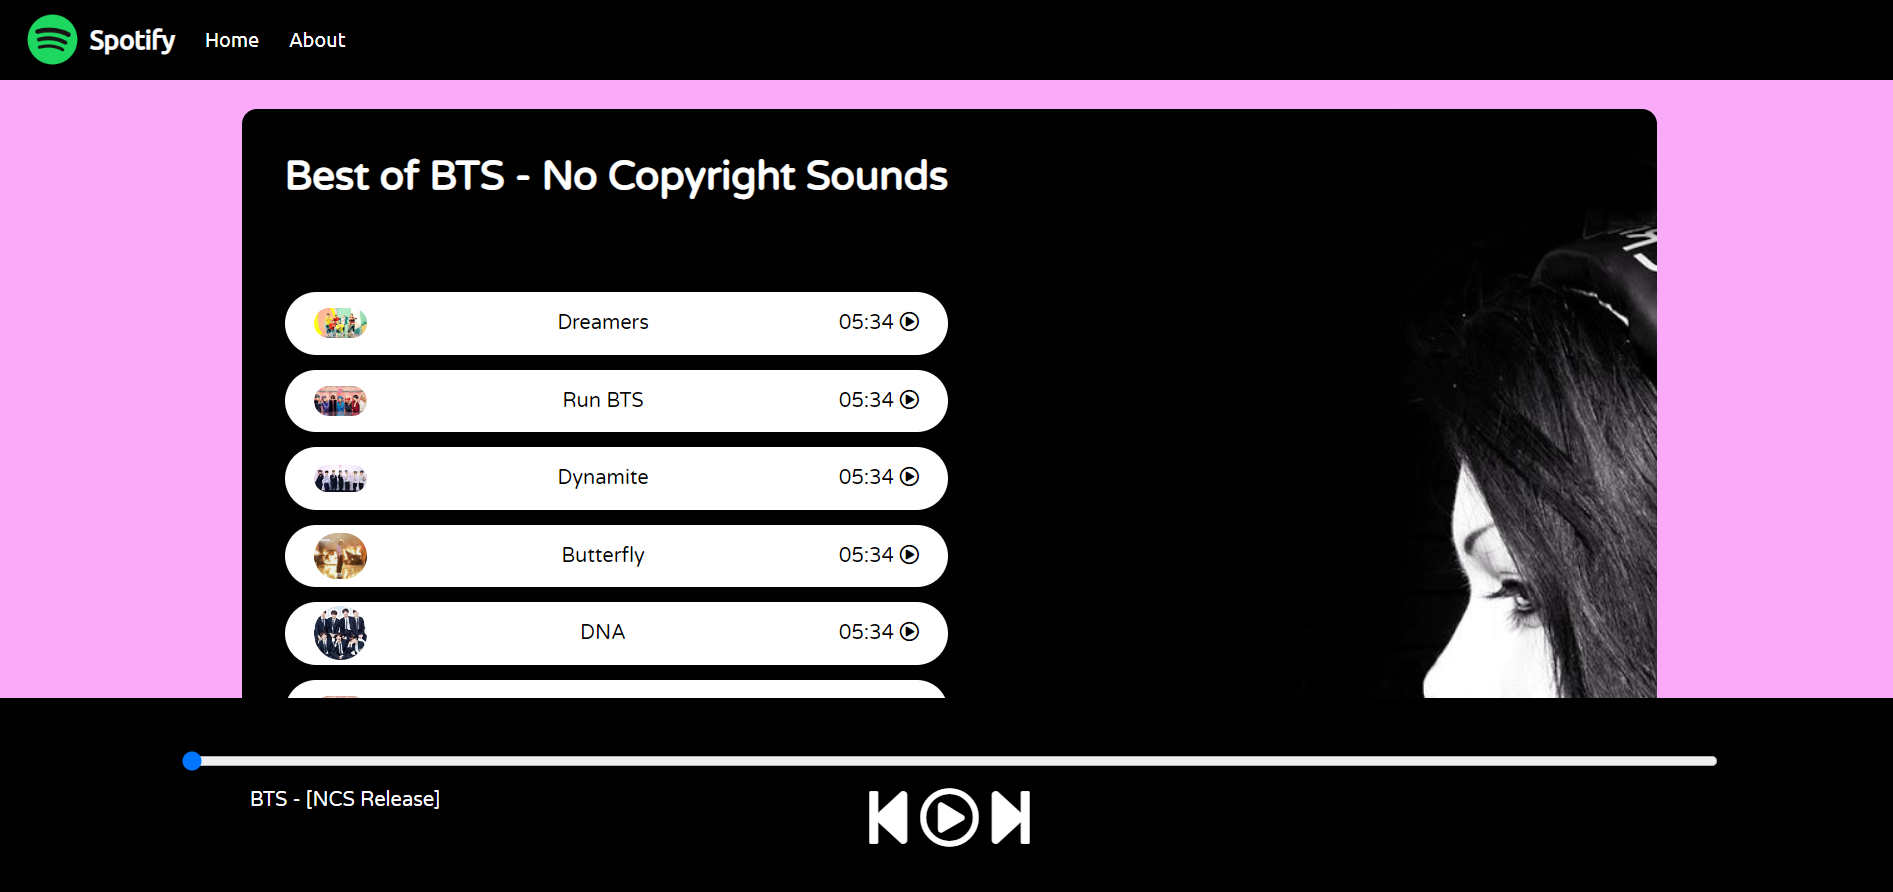 Spotify Home About
Best of BTS - No Copyright Sounds
Dreamers 05:34
Run BTS 05:34
Dynamite 05:34
Butterfly 05:34
DNA 05:34
BTS - [NCS Release]